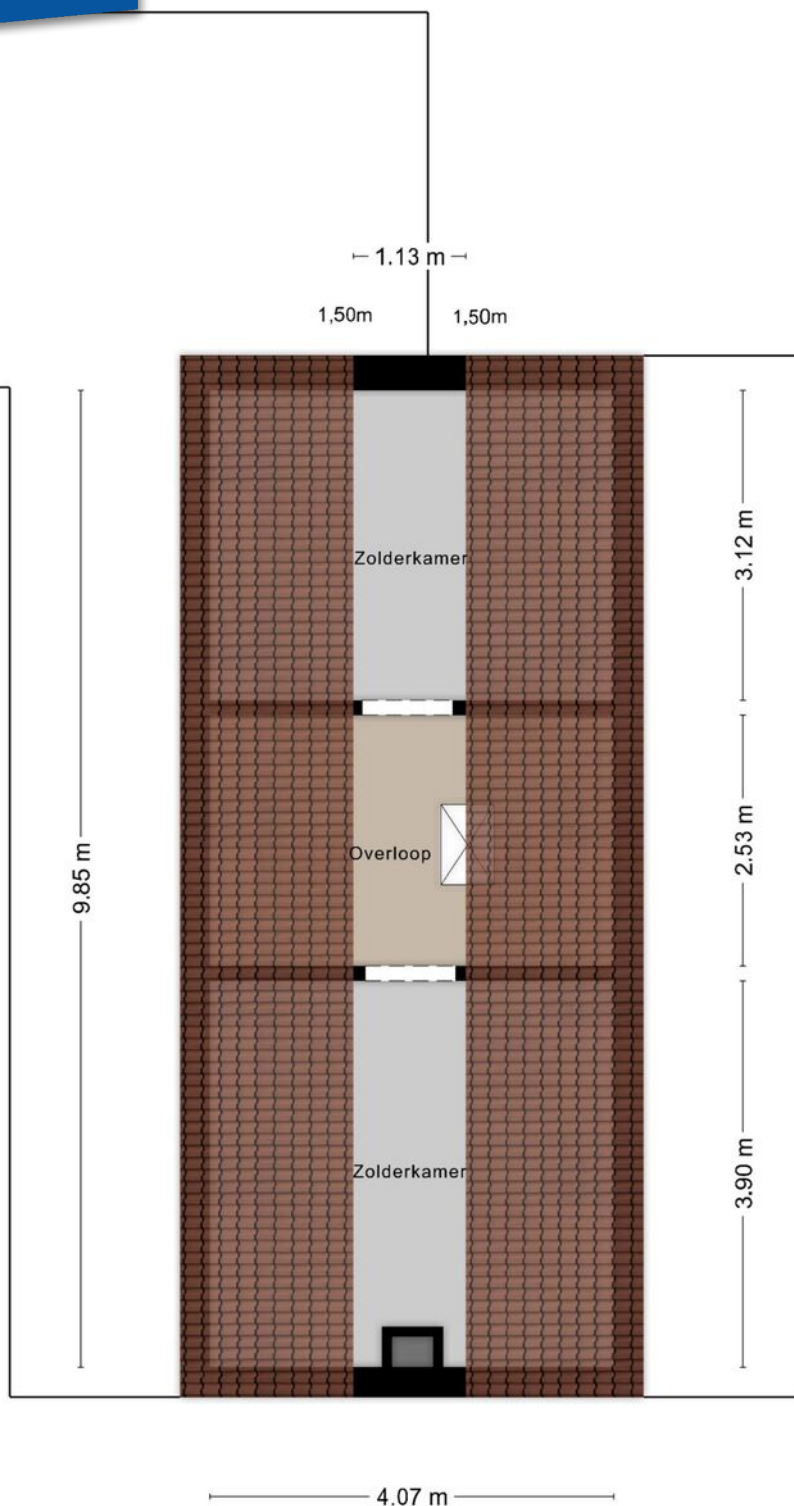 1.13 m
1,50m
1,50m
3.12 m
Zolderkamer
2.53 m
Overloop
9.85 m
3.90 m
Zolderkamer
4.07 m